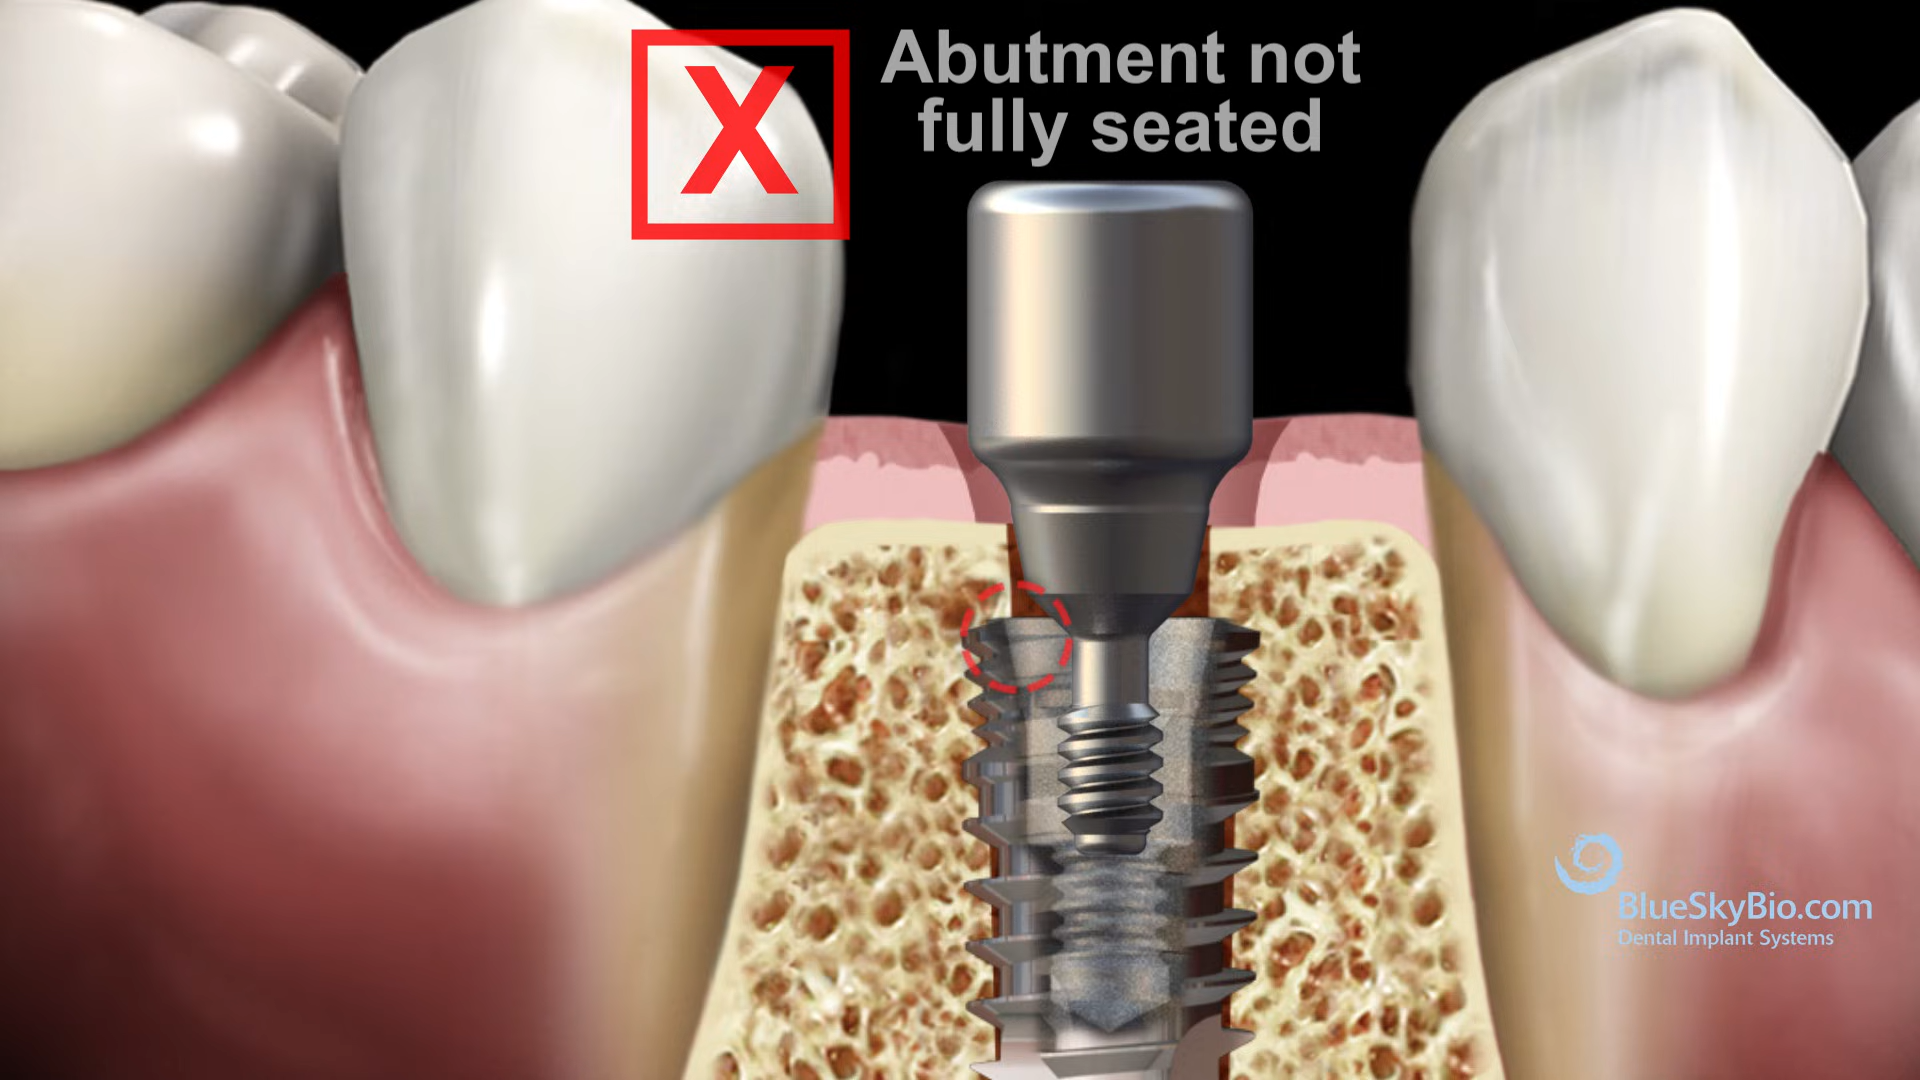 X
Abutment not
fully seated
BlueSkyBio.com
Dental Implant Systems